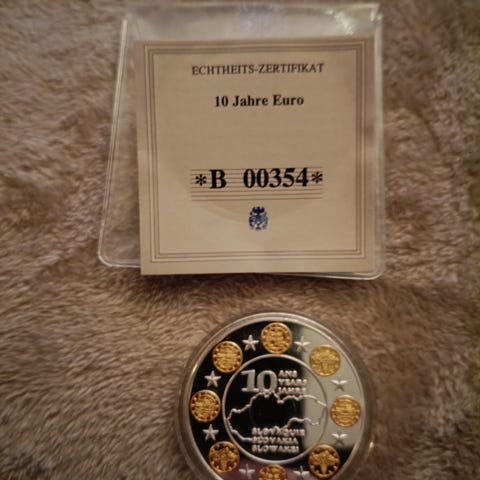 ECHTHEITS-ZERTIFIKAT
10 Jahre Euro
*B 00354*
10 ANS
YEARS
JAHRE
SLOVAQUIE
SLOVAKIA
SLOWAKEI